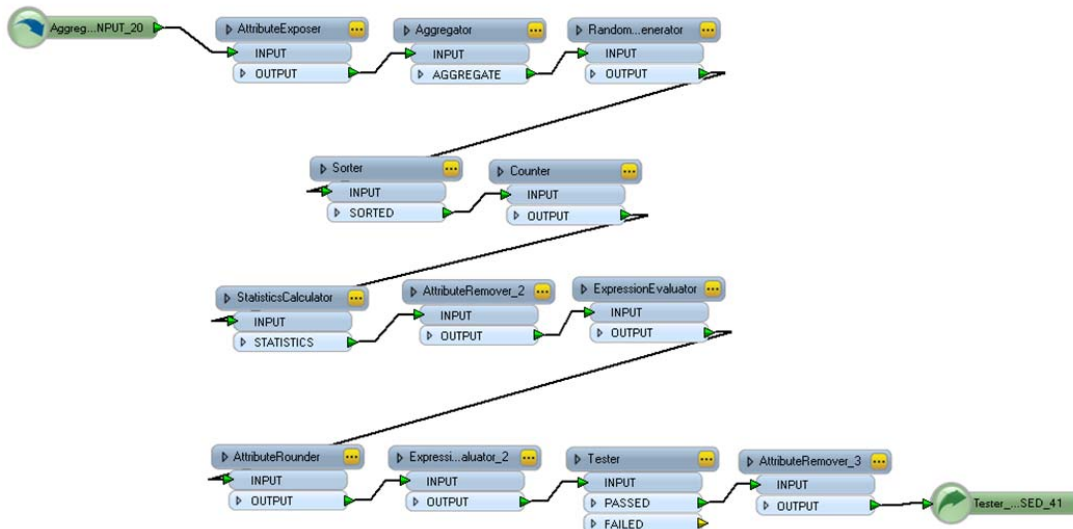 Aggreg...NPUT_20
AttributeExposer
INPUT
OUTPUT
Aggregator
INPUT
AGGREGATE
Random...enerator
INPUT
OUTPUT
Sorter
INPUT
SORTED
Counter
INPUT
OUTPUT
StatisticsCalculator
INPUT
STATISTICS
AttributeRemover_2
INPUT
OUTPUT
ExpressionEvaluator
INPUT
OUTPUT
AttributeRounder
INPUT
OUTPUT
Expressi...aluator_2
INPUT
OUTPUT
Tester
INPUT
PASSED
FAILED
AttributeRemover_3
INPUT
OUTPUT
Tester_...SED_41